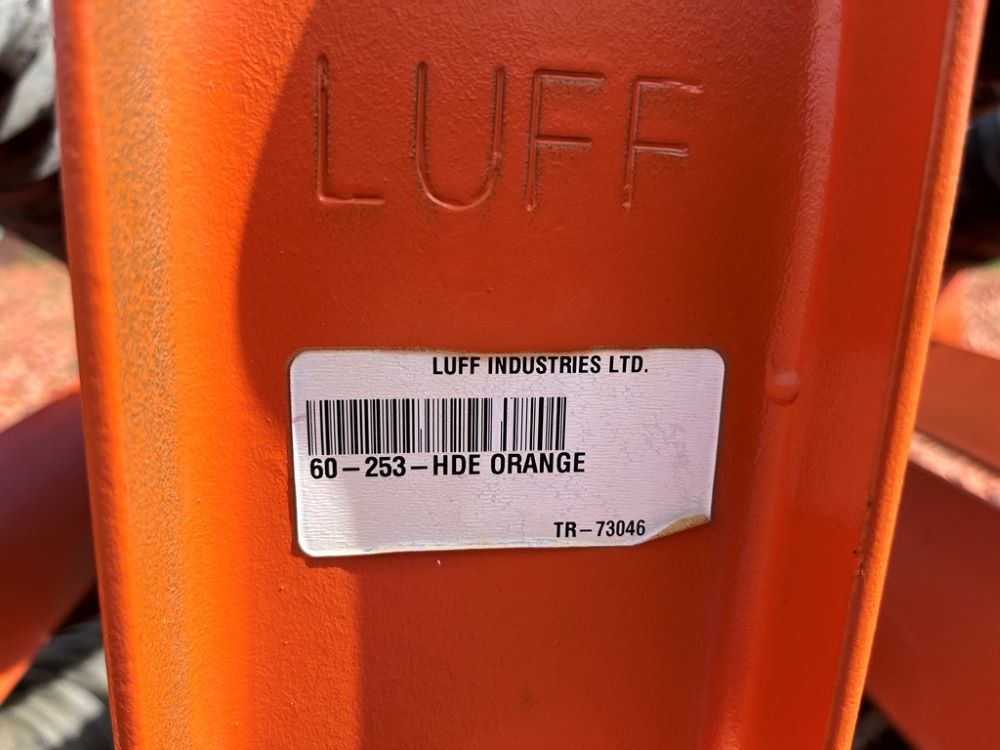 LUFF
LUFF INDUSTRIES LTD.
60-253-HDE ORANGE
TR-73046